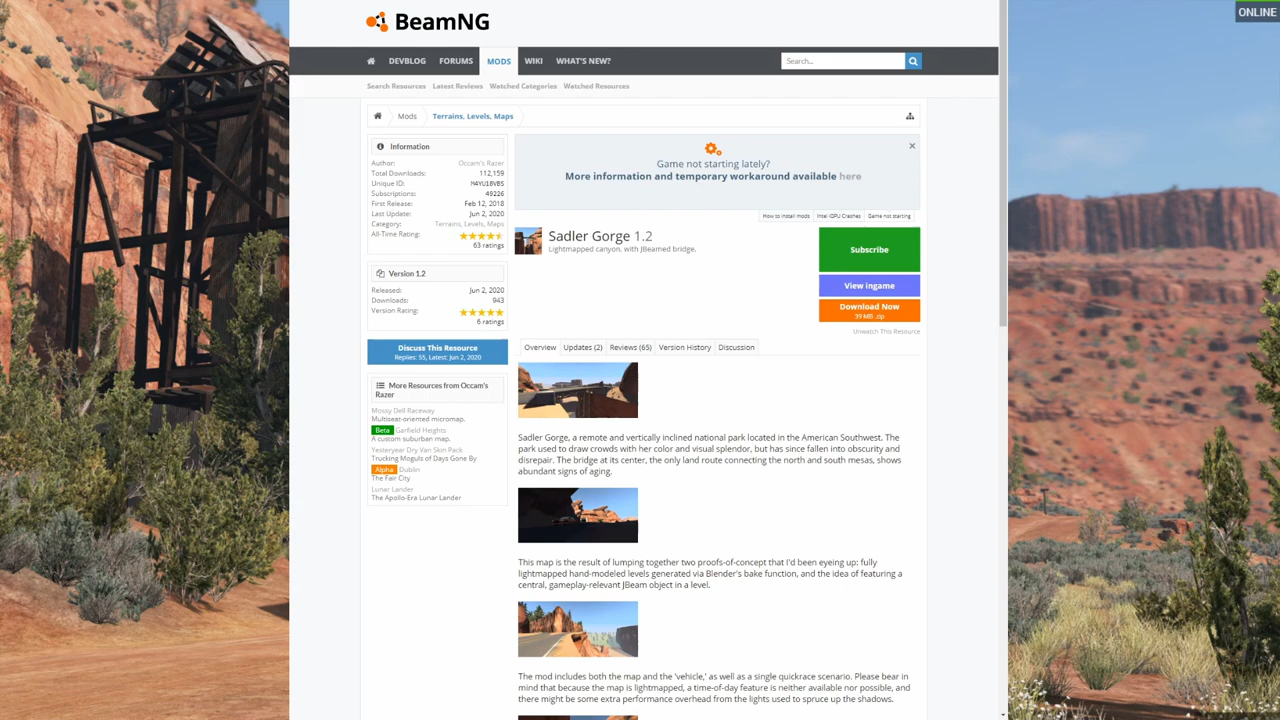 ONLINE
BeamNG
DEVBLOG FORUMS MODS WIKI WHAT'S NEW? Search...
Search Resources Latest Reviews Watched Categories Watched Resources
Mods Terrains, Levels, Maps
Information
Author: Occam's Razer
Total Downloads: 112,159
Unique ID: M4YU18VBS
Subscriptions: 49226
First Release: Feb 12, 2018
Last Update: Jun 2, 2020
Category: Terrains, Levels, Maps
All-Time Rating:
63 ratings
Version 1.2
Released: Jun 2, 2020
Downloads: 943
Version Rating:
6 ratings
Discuss This Resource
Replies: 55, Latest: Jun 2, 2020
More Resources from Occam's
Razer
Mossy Dell Raceway
Multiseat-oriented micromap.
Beta Garfield Heights
A custom suburban map.
Yesteryear Dry Van Skin Pack
Trucking Moguls of Days Gone By
Alpha Dublin
The Fair City
Lunar Lander
The Apollo-Era Lunar Lander
Game not starting lately?
More information and temporary workaround available here
How to install mods Intel iGPU Crashes Game not starting
Sadler Gorge 1.2
Lightmapped canyon, with JBeamed bridge.
Subscribe
View ingame
Download Now
39 MB .zip
Unwatch This Resource
Overview Updates (2) Reviews (65) Version History Discussion
Sadler Gorge, a remote and vertically inclined national park located in the American Southwest. The
park used to draw crowds with her color and visual splendor, but has since fallen into obscurity and
disrepair. The bridge at its center, the only land route connecting the north and south mesas, shows
abundant signs of aging.
This map is the result of lumping together two proofs-of-concept that I'd been eyeing up: fully
lightmapped hand-modeled levels generated via Blender's bake function, and the idea of featuring a
central, gameplay-relevant JBeam object in a level.
The mod includes both the map and the 'vehicle,' as well as a single quickrace scenario. Please bear in
mind that because the map is lightmapped, a time-of-day feature is neither available nor possible, and
there might be some extra performance overhead from the lights used to spruce up the shadows.